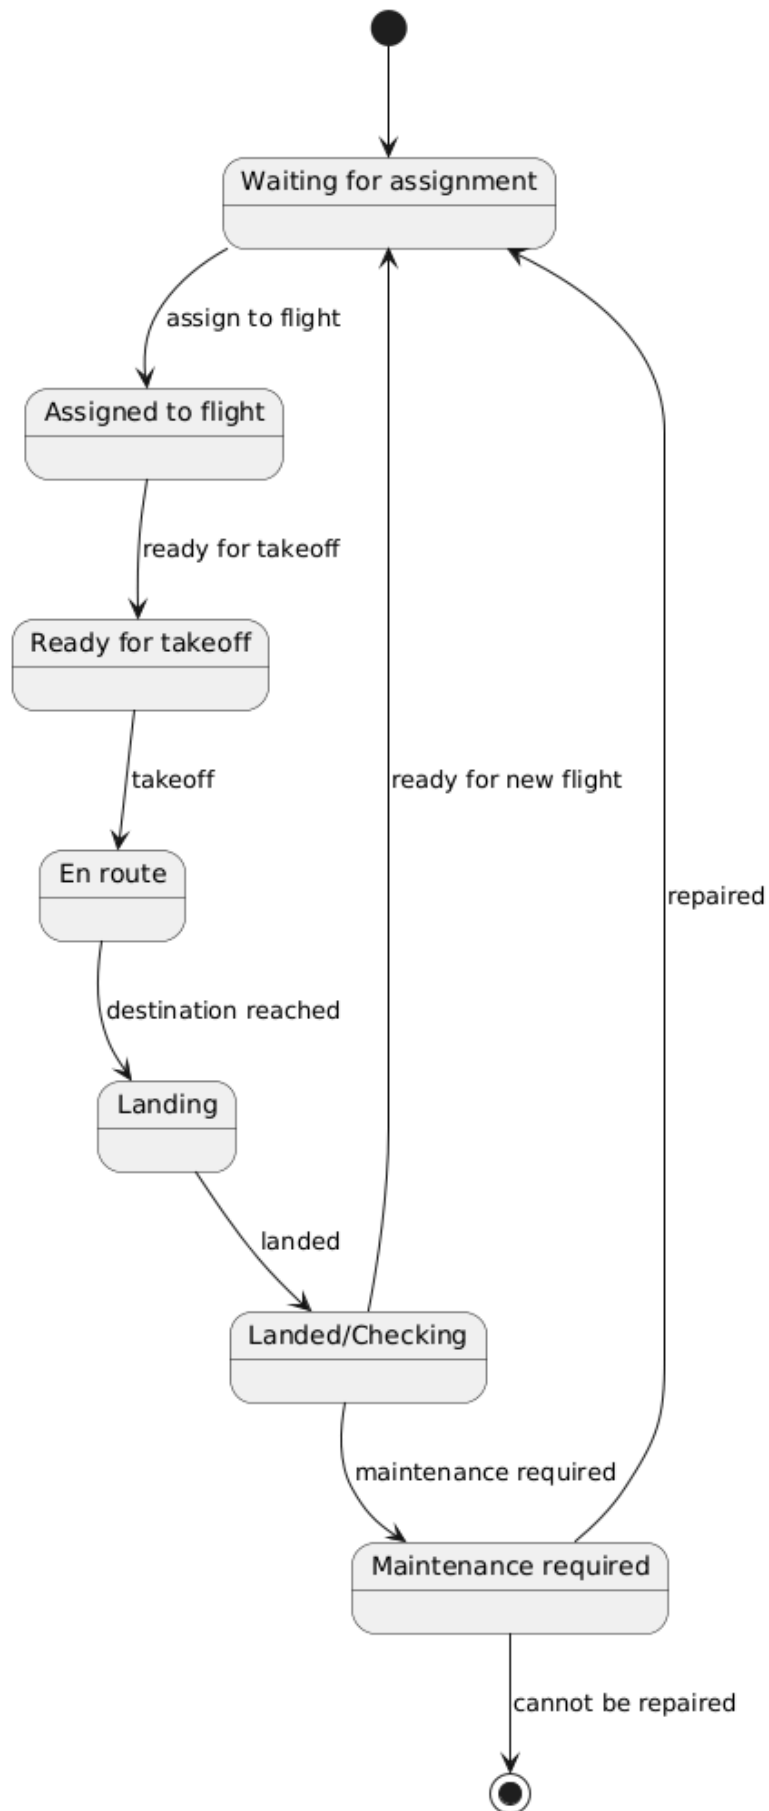 Waiting for assignment
assign to flight
Assigned to flight
ready for takeoff
Ready for takeoff
takeoff
ready for new flight
En route
repaired
destination reached
Landing
landed
Landed/Checking
maintenance required
Maintenance required
cannot be repaired